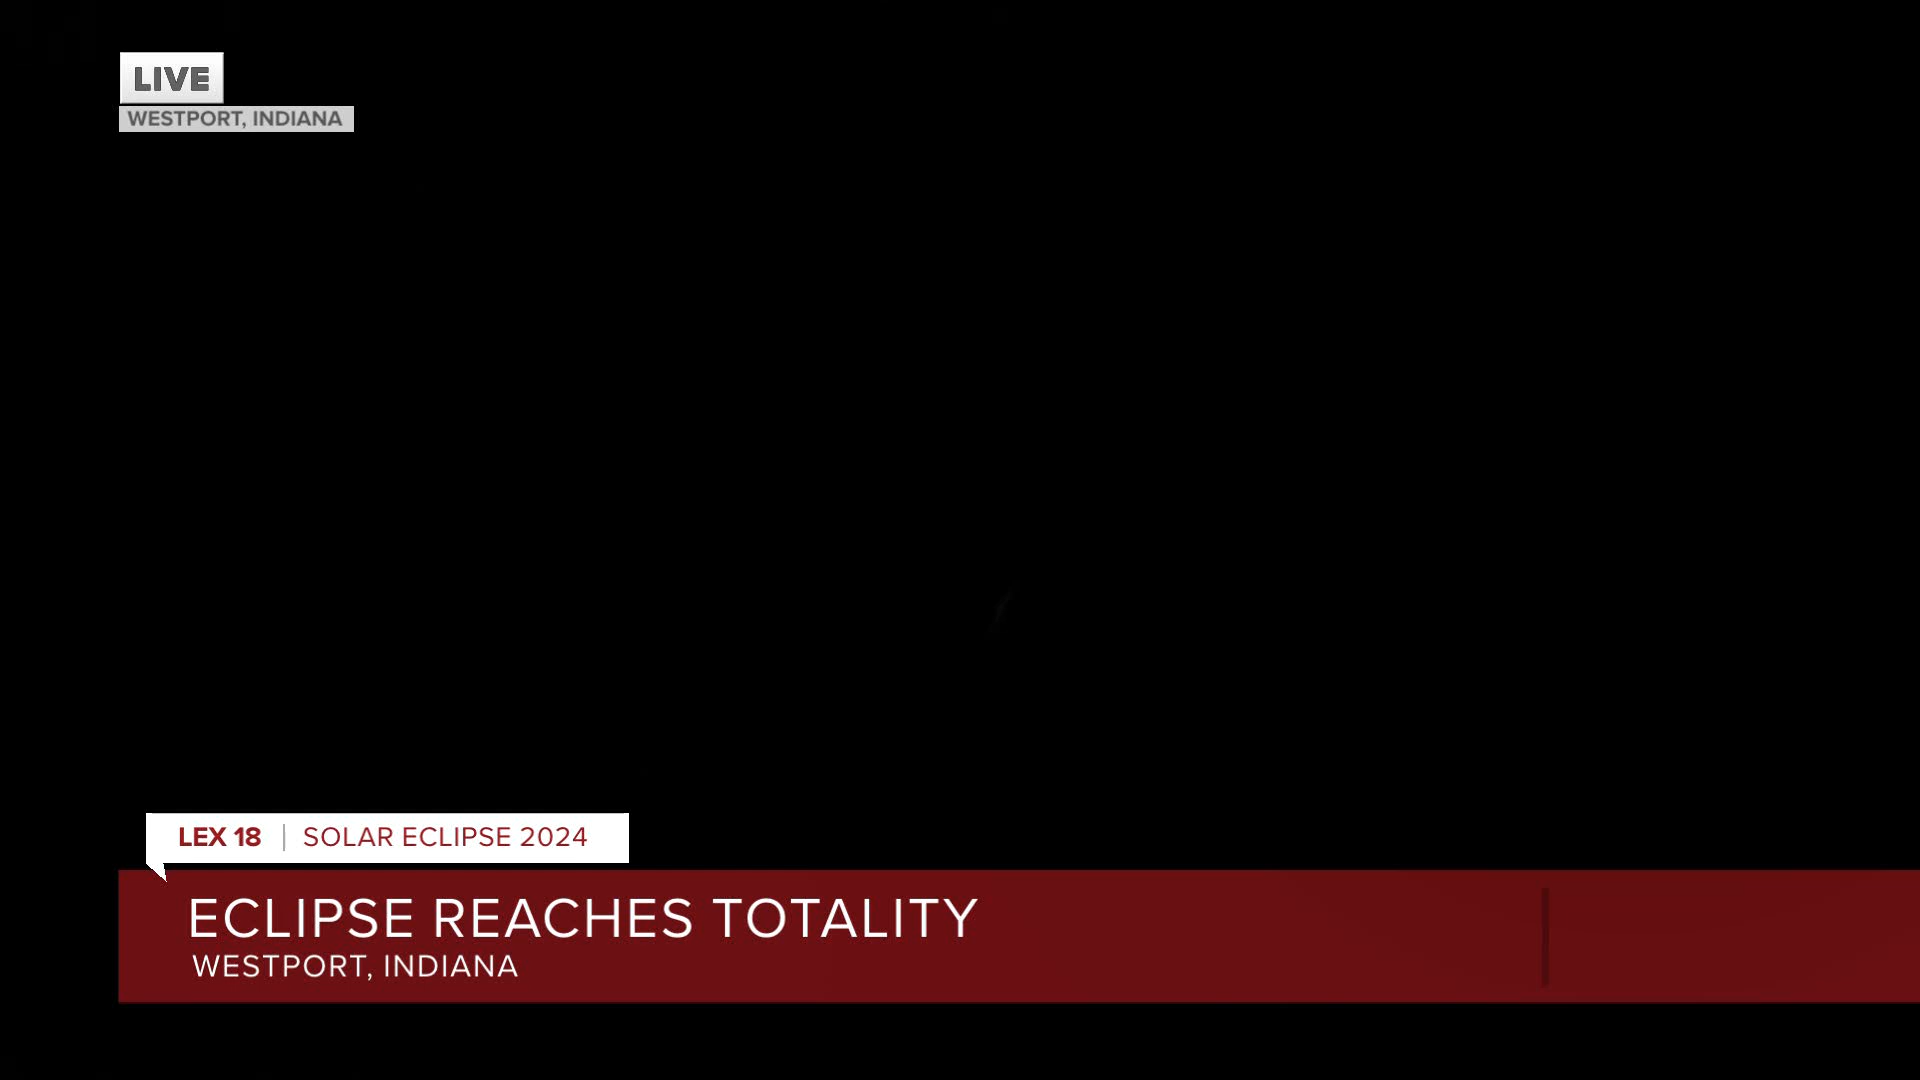 LIVE
WESTPORT, INDIANA
LEX 18 | SOLAR ECLIPSE 2024
ECLIPSE REACHES TOTALITY
WESTPORT, INDIANA